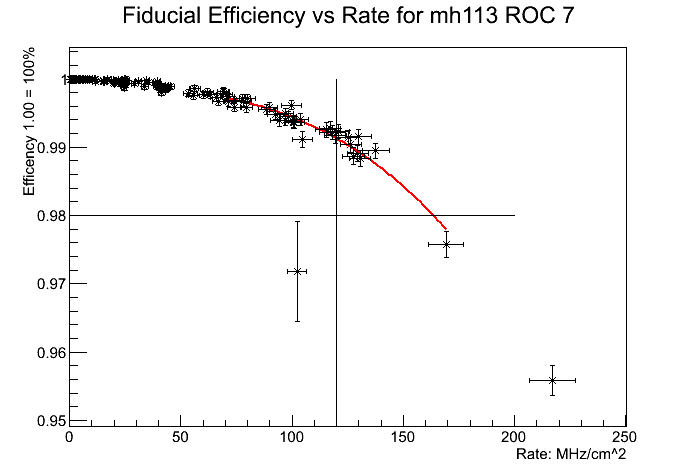 Fiducial Efficiency vs Rate for mh113 ROC 7
Efficency 1.00 = 100%
1
0.99
0.98
0.97
0.96
0.95
0 50 100 150 200 250
Rate: MHz/cm^2